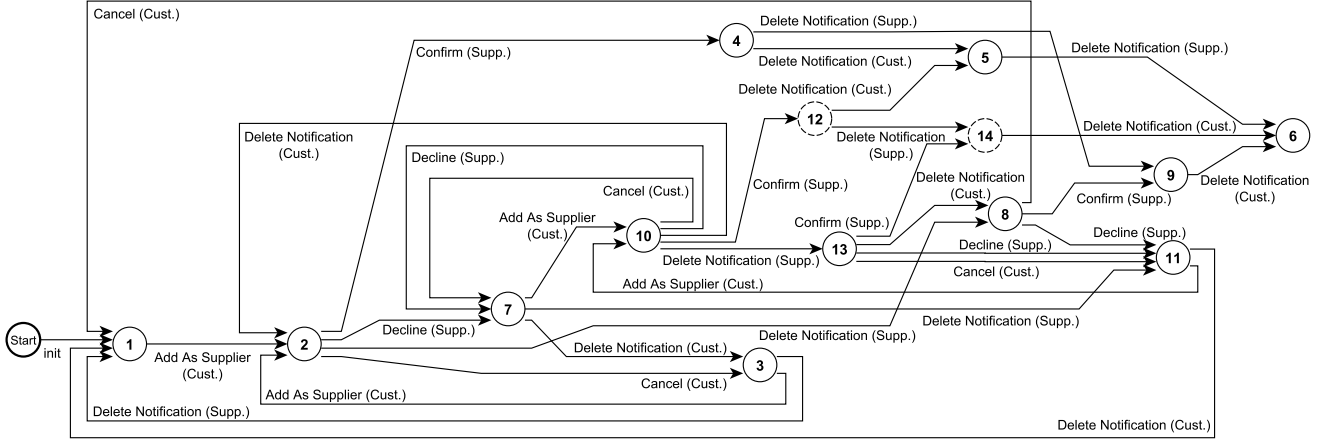 Cancel (Cust.)
Delete Notification (Supp.)
4
Confirm (Supp.)
Delete Notification (Supp.)
5
Delete Notification (Cust.)
Delete Notification (Cust.)
12
Delete Notification (Cust.)
6
Delete Notification
(Cust.)
Delete Notification
(Supp.)
14
Decline (Supp.)
Delete Notification
(Cust.)
9
Delete Notification
(Cust.)
Cancel (Cust.)
Confirm (Supp.)
Confirm (Supp.)
Add As Supplier
(Cust.)
10
Confirm (Supp.)
8
Decline (Supp.)
13
Decline (Supp.)
11
Delete Notification (Supp.)
Cancel (Cust.)
Add As Supplier (Cust.)
7
Delete Notification (Supp.)
Decline (Supp.)
Delete Notification (Supp.)
Start
init
1
Add As Supplier
(Cust.)
2
Delete Notification (Cust.)
3
Cancel (Cust.)
Add As Supplier (Cust.)
Delete Notification (Supp.)
Delete Notification (Cust.)